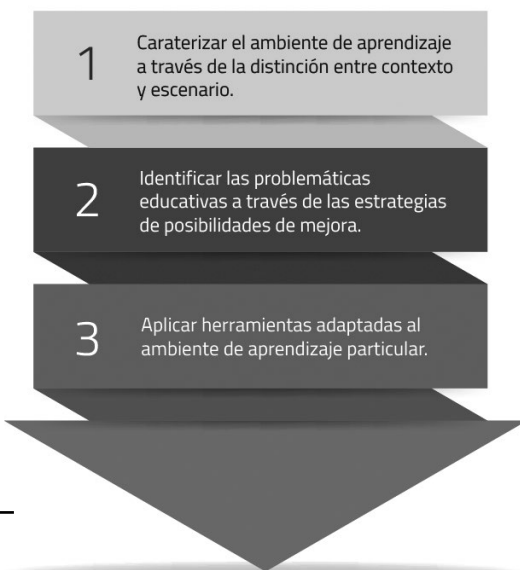 1
Caraterizar el ambiente de aprendizaje
a través de la distinción entre contexto
y escenario.
2
Identificar las problemáticas
educativas a través de las estrategias
de posibilidades de mejora.
3
Aplicar herramientas adaptadas al
ambiente de aprendizaje particular.